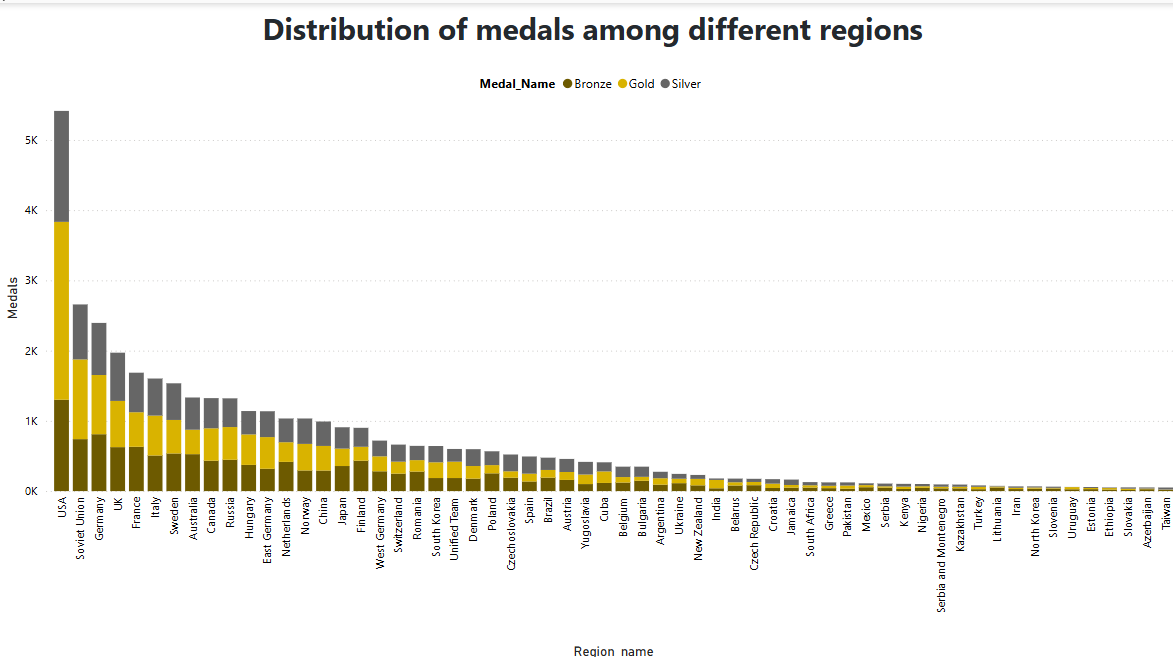 Distribution of medals among different regions
Medal_Name Bronze Gold Silver
5K
4K
3K
2K
1K
0K
Medals
USA
Soviet Union
Germany
UK
France
Italy
Sweden
Australia
Canada
Russia
Hungary
East Germany
Netherlands
Norway
China
Japan
Finland
West Germany
Switzerland
Romania
South Korea
Unified Team
Denmark
Poland
Czechoslovakia
Spain
Brazil
Austria
Yugoslavia
Cuba
Belgium
Bulgaria
Argentina
Ukraine
New Zealand
India
Belarus
Czech Republic
Croatia
Jamaica
South Africa
Greece
Pakistan
Mexico
Serbia
Kenya
Nigeria
Serbia and Montenegro
Kazakhstan
Turkey
Lithuania
Iran
North Korea
Slovenia
Uruguay
Estonia
Ethiopia
Slovakia
Azerbaijan
Taiwan
Region_name